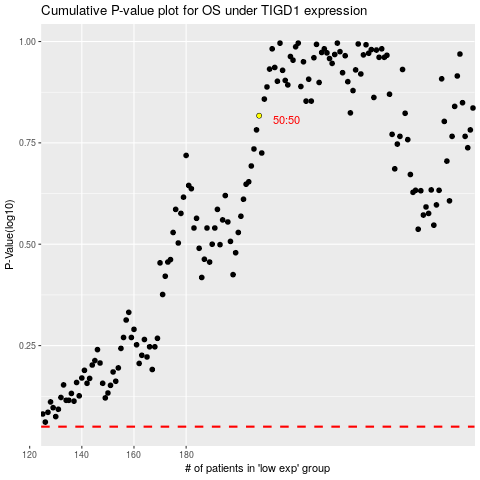 Cumulative P-value plot for OS under TIGD1 expression
1.00
0.75
0.50
0.25
P-Value(log10)
50:50
120 140 160 180
# of patients in 'low exp' group